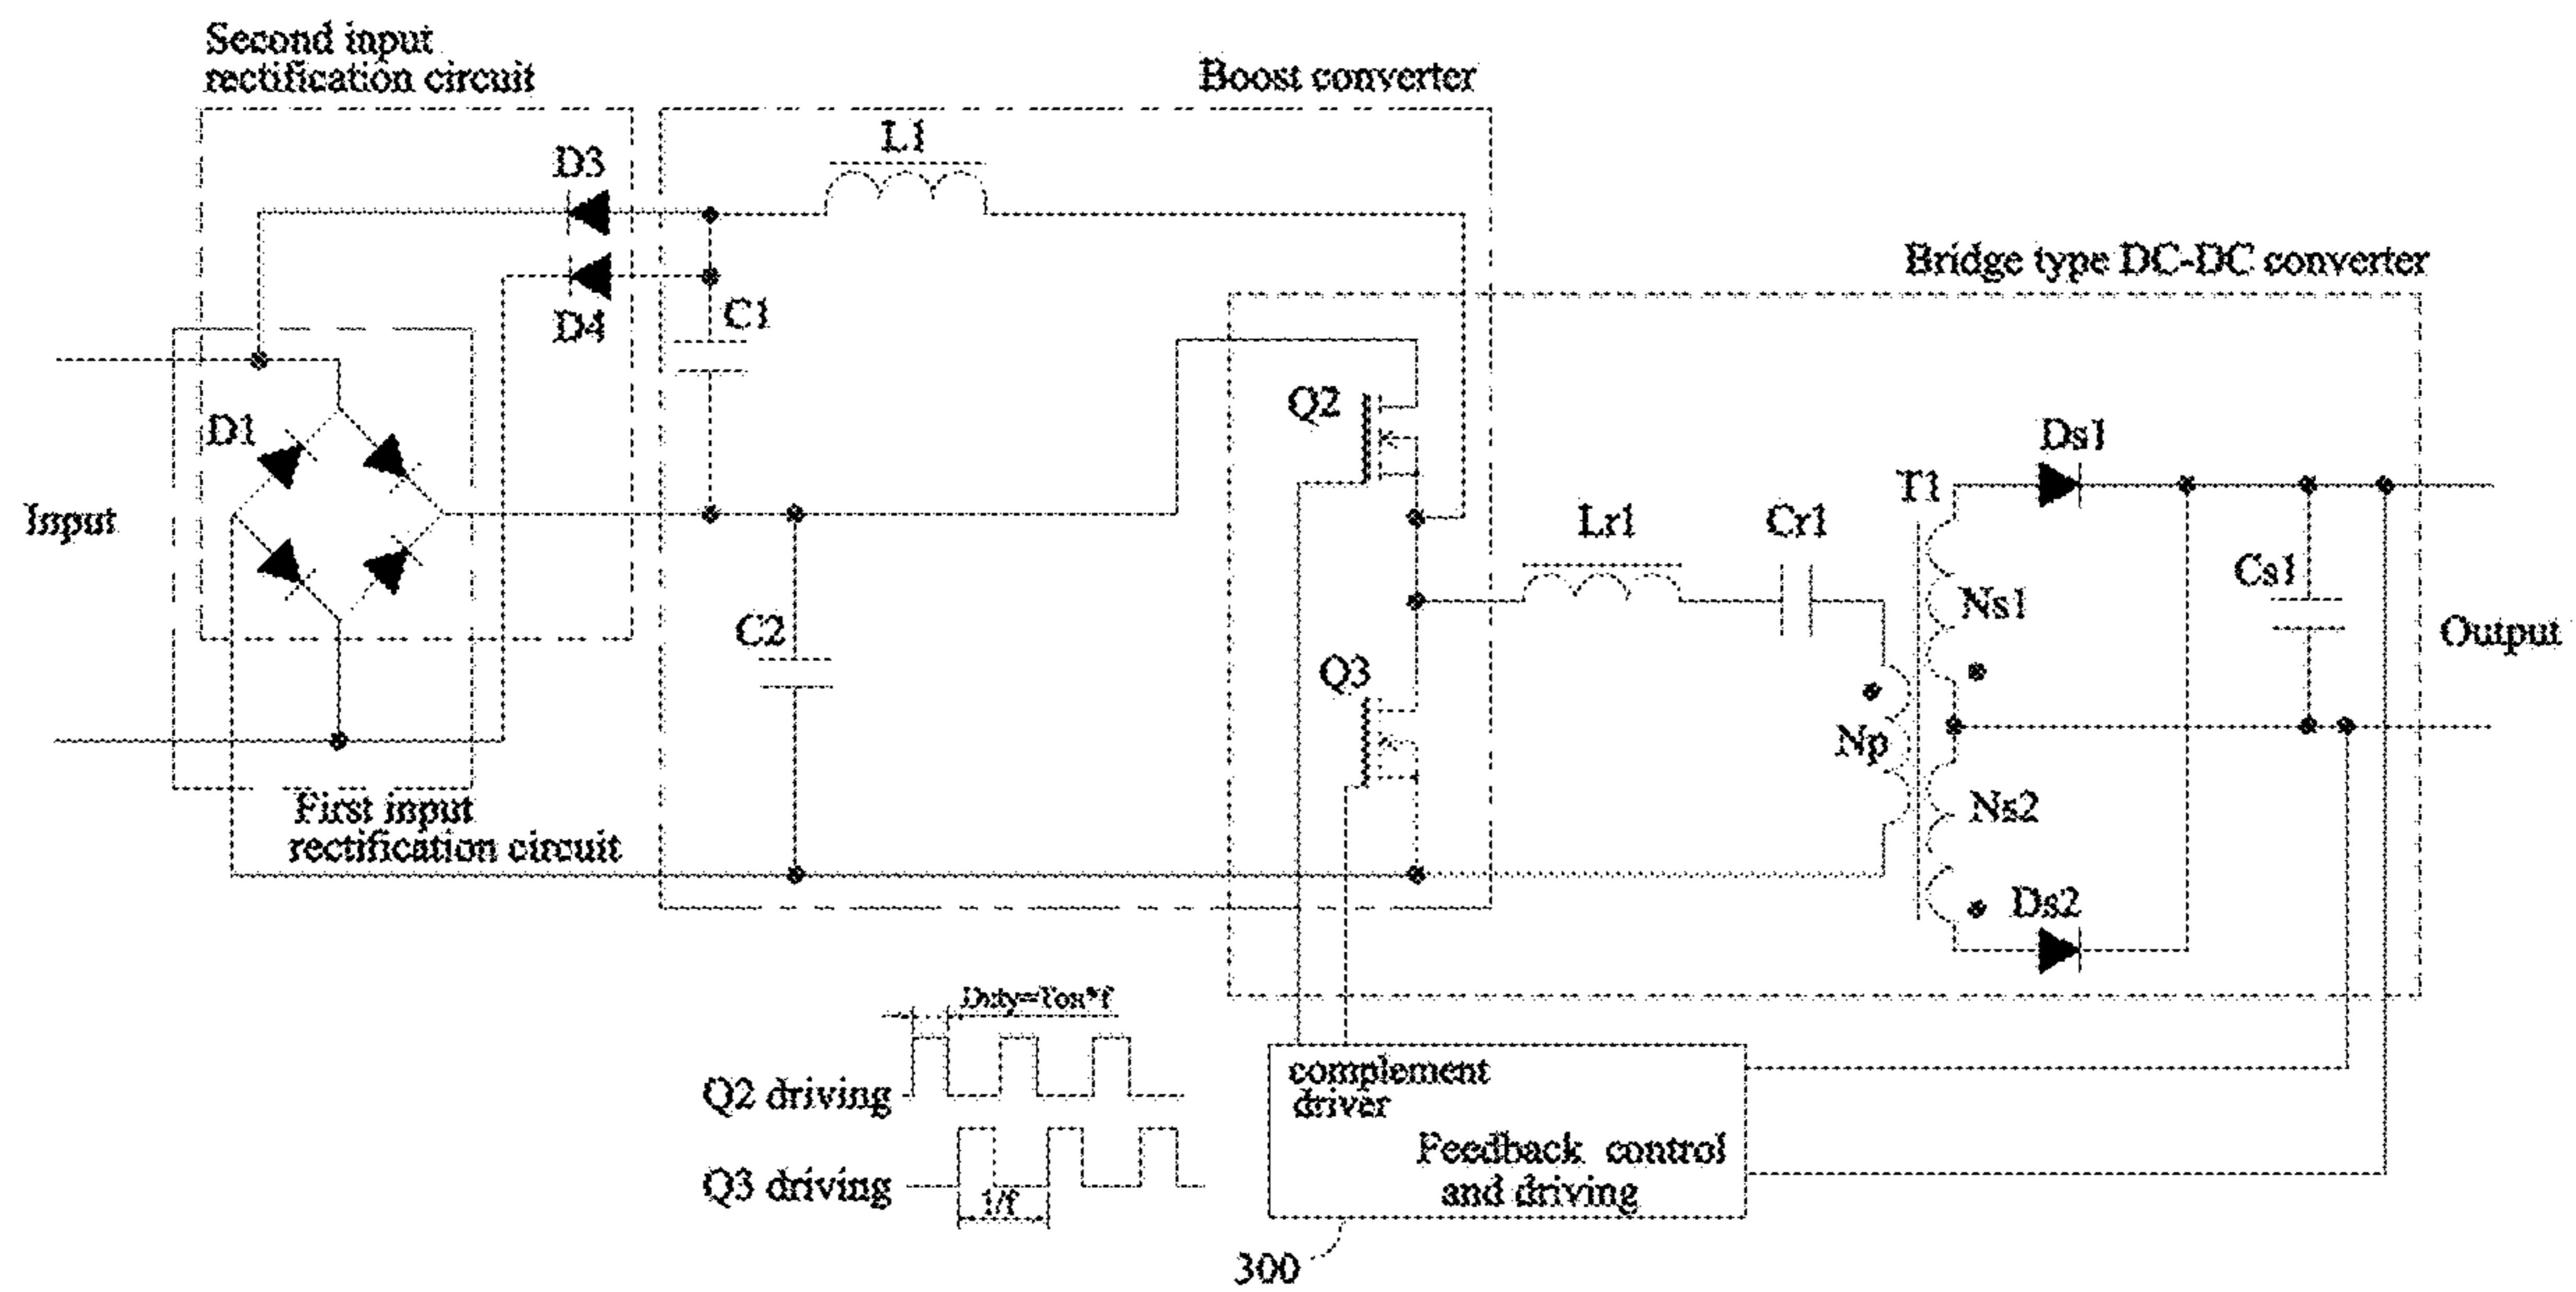 Second input
rectification circuit
Boost converter
L1
D3
Bridge type DC-DC converter
D4
C1
Q2
D1
Ds1
T1
Input
Lr1
Cr1
Cs1
Ns1
C2
Output
Q3
Np
First input
rectification circuit
Ns2
Ds2
Duty=Ton*f
complement
driver
Q2 driving
Feedback control
and driving
Q3 driving
1/f
300